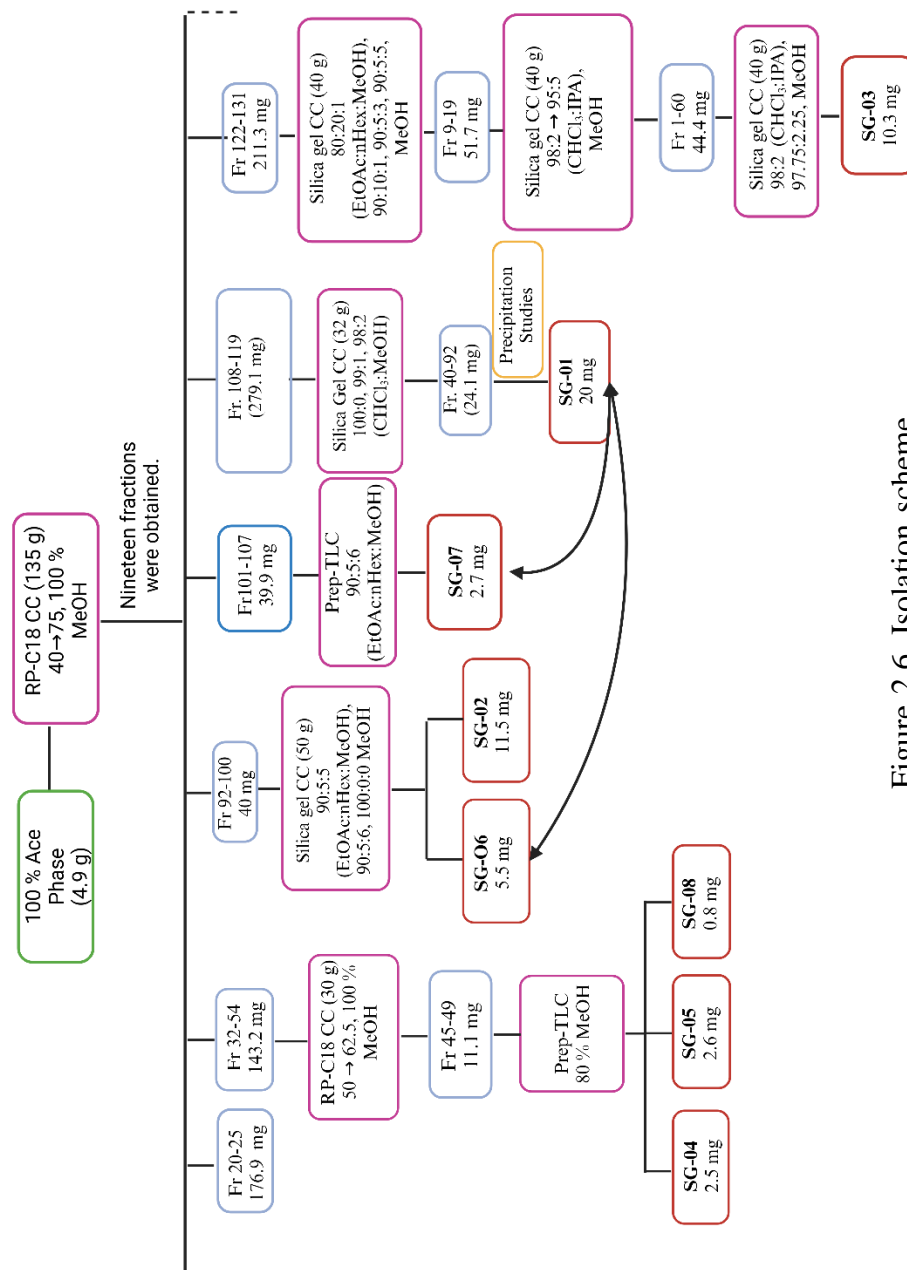 100 % Ace
Phase
(4.9 g)
RP-C18 CC (135 g)
40→75, 100 %
MeOH
Nineteen fractions
were obtained.
Fr 20-25
176.9 mg
Fr 32-54
143.2 mg
RP-C18 CC (30 g)
50 → 62.5, 100 %
MeOH
Fr 45-49
11.1 mg
Prep-TLC
80 % MeOH
SG-04
2.5 mg
SG-05
2.6 mg
SG-08
0.8 mg
Fr 92-100
40 mg
Silica gel CC (50 g)
90:5:5
(EtOAc:nHex:MeOH),
90:5:6, 100:0:0 MeOH
SG-O6
5.5 mg
SG-02
11.5 mg
Fr101-107
39.9 mg
Prep-TLC
90:5:6
(EtOAc:nHex:MeOH)
SG-07
2.7 mg
Fr. 108-119
(279.1 mg)
Silica Gel CC (32 g)
100:0, 99:1, 98:2
(CHCl₃:MeOH)
Fr. 40-92
(24.1 mg)
Precipitation
Studies
SG-01
20 mg
Fr 122-131
211.3 mg
Silica gel CC (40 g)
80:20:1
(EtOAc:nHex:MeOH),
90:10:1, 90:5:3, 90:5:5,
MeOH
Fr 9-19
51.7 mg
Silica gel CC (40 g)
98:2 → 95:5
(CHCl₃:IPA),
MeOH
Fr 1-60
44.4 mg
Silica gel CC (40 g)
98:2 (CHCl₃:IPA),
97.75:2.25, MeOH
SG-03
10.3 mg
Figure 2.6. Isolation scheme